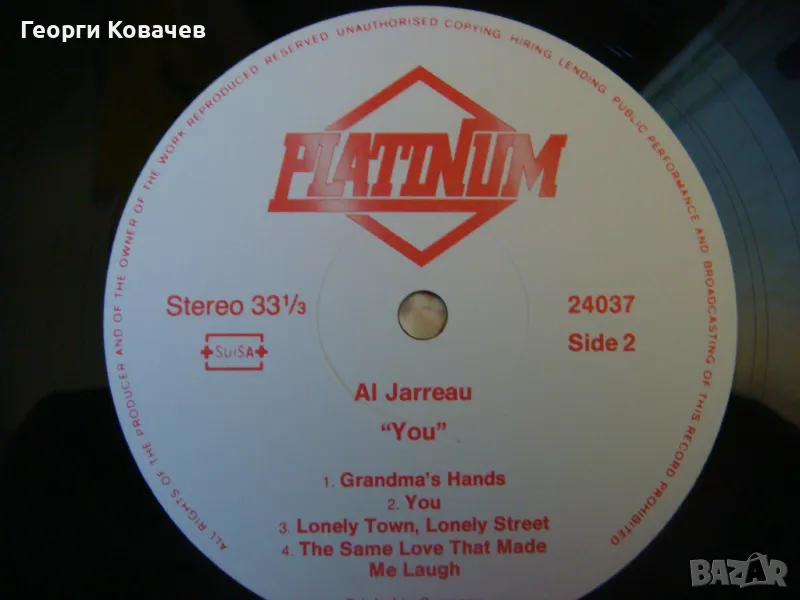 Георги Ковачев
ALL RIGHTS OF THE PRODUCER AND OF THE OWNER OF THE WORK REPRODUCED RESERVED UNAUTHORISED COPYING, HIRING, LENDING, PUBLIC PERFORMANCE AND BROADCASTING OF THIS RECORD PROHIBITED
PLATINUM
Stereo 33 1/3
24037
SUISA
Side 2
Al Jarreau
“You”
1. Grandma's Hands
2. You
3. Lonely Town, Lonely Street
4. The Same Love That Made
Me Laugh
BAZAR